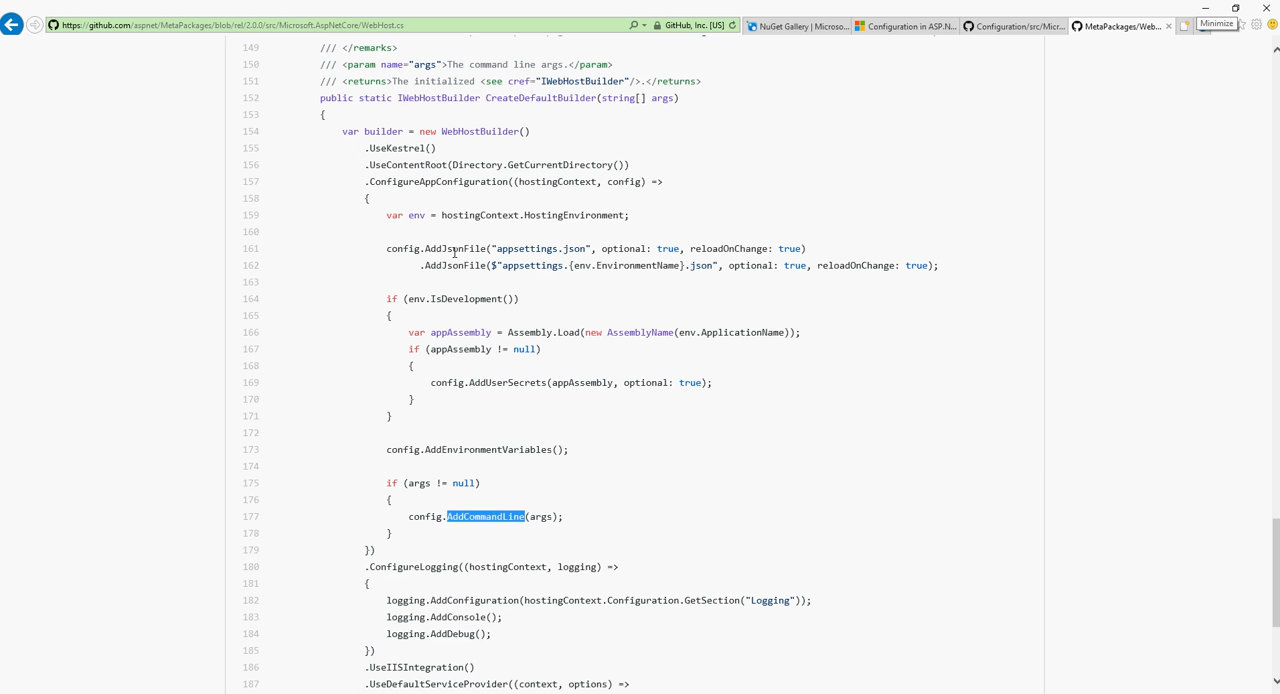 https://github.com/aspnet/MetaPackages/blob/rel/2.0.0/src/Microsoft.AspNetCore/WebHost.cs
GitHub, Inc. [US]
NuGet Gallery | Microso...
Configuration in ASP.N...
Configuration/src/Micr...
MetaPackages/Web...
Minimize
149 /// </remarks>
150 /// <param name="args">The command line args.</param>
151 /// <returns>The initialized <see cref="IWebHostBuilder"/>.</returns>
152 public static IWebHostBuilder CreateDefaultBuilder(string[] args)
153 {
154 var builder = new WebHostBuilder()
155 .UseKestrel()
156 .UseContentRoot(Directory.GetCurrentDirectory())
157 .ConfigureAppConfiguration((hostingContext, config) =>
158 {
159 var env = hostingContext.HostingEnvironment;
160
161 config.AddJsonFile("appsettings.json", optional: true, reloadOnChange: true)
162 .AddJsonFile($"appsettings.{env.EnvironmentName}.json", optional: true, reloadOnChange: true);
163
164 if (env.IsDevelopment())
165 {
166 var appAssembly = Assembly.Load(new AssemblyName(env.ApplicationName));
167 if (appAssembly != null)
168 {
169 config.AddUserSecrets(appAssembly, optional: true);
170 }
171 }
172
173 config.AddEnvironmentVariables();
174
175 if (args != null)
176 {
177 config.AddCommandLine(args);
178 }
179 })
180 .ConfigureLogging((hostingContext, logging) =>
181 {
182 logging.AddConfiguration(hostingContext.Configuration.GetSection("Logging"));
183 logging.AddConsole();
184 logging.AddDebug();
185 })
186 .UseIISIntegration()
187 .UseDefaultServiceProvider((context, options) =>